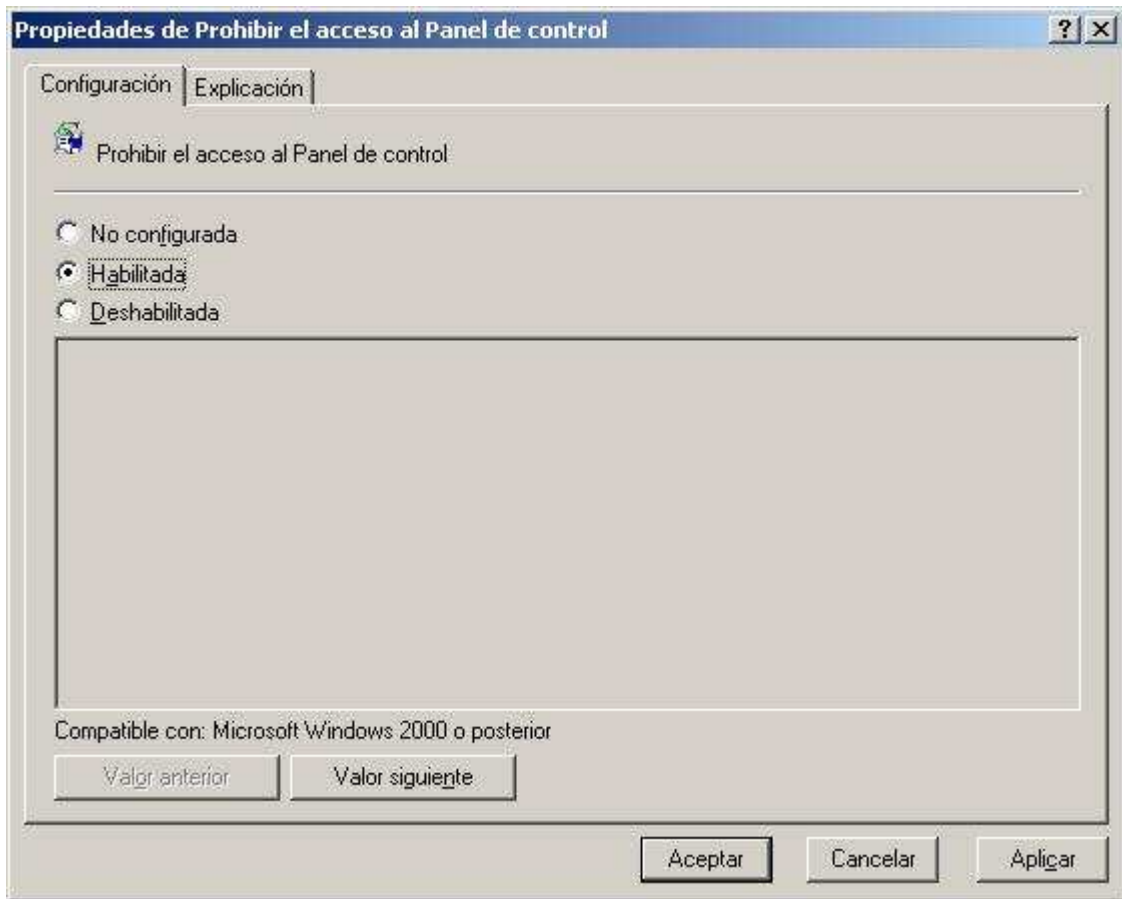 Propiedades de Prohibir el acceso al Panel de control
Configuración Explicación
Prohibir el acceso al Panel de control
No configurada
Habilitada
Deshabilitada
Compatible con: Microsoft Windows 2000 o posterior
Valor anterior Valor siguiente
Aceptar Cancelar Aplicar